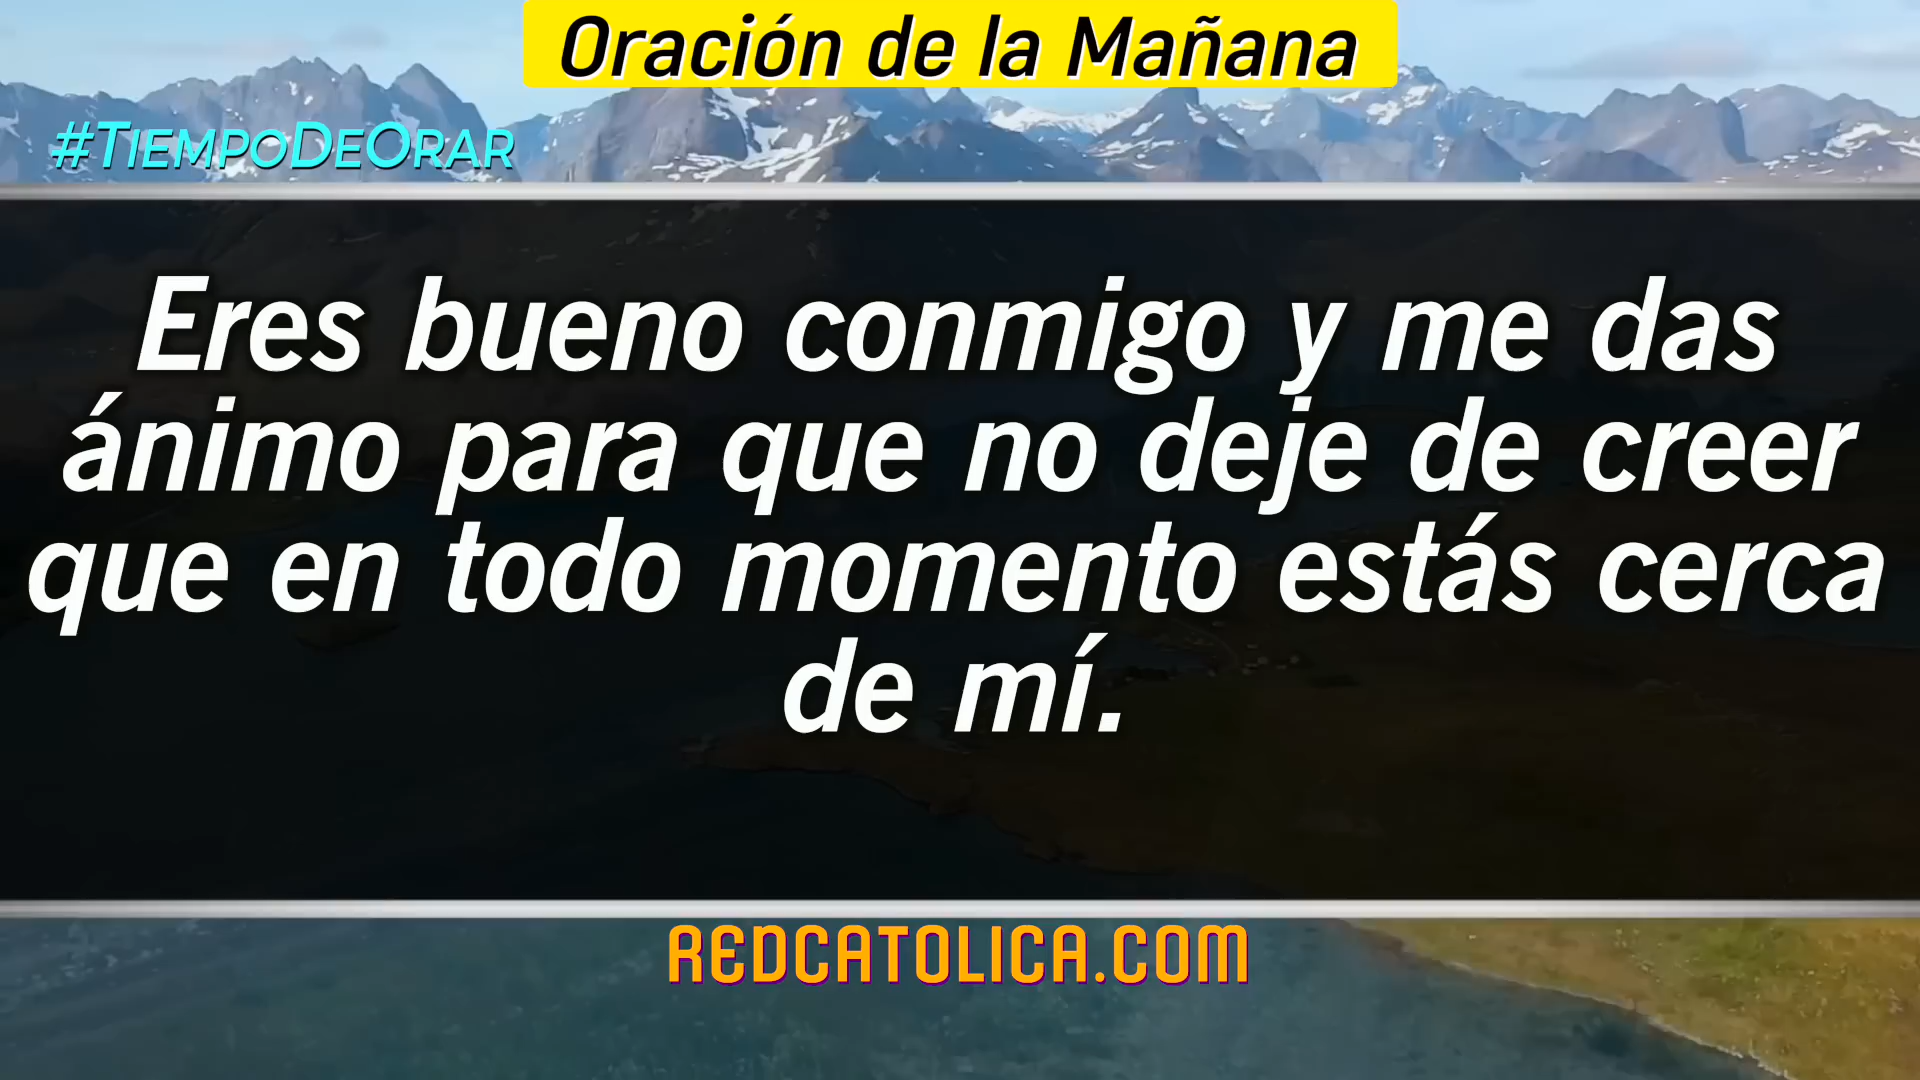 Oración de la Mañana
#TiempoDeOrar
Eres bueno conmigo y me das
ánimo para que no deje de creer
que en todo momento estás cerca
de mí.
REDCATOLICA.COM